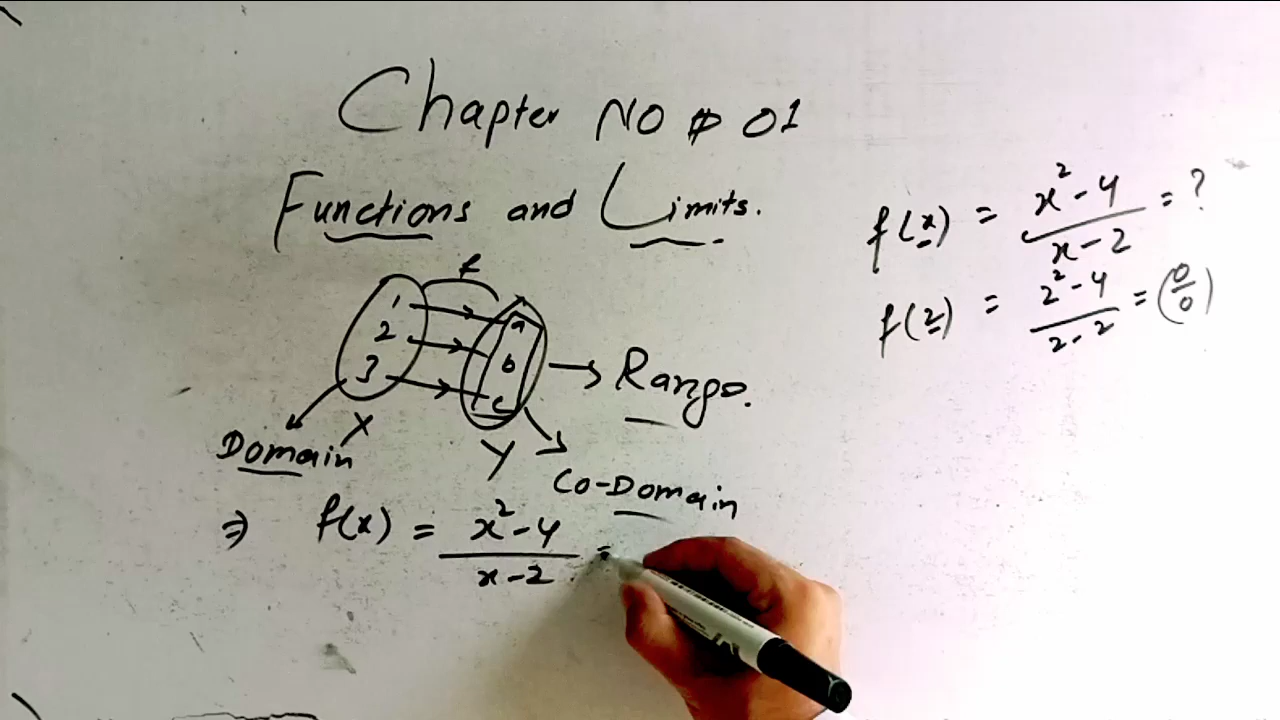 Chapter NO # 01
Functions and Limits.
f
1
2
3
a
b
c
→ Range.
Domain
X
Y
Co-Domain
⇒ f(x) = x²-4 / x-2 =
f(x) = x²-4 / x-2 = ?
f(2) = 2²-4 / 2-2 = (0/0)